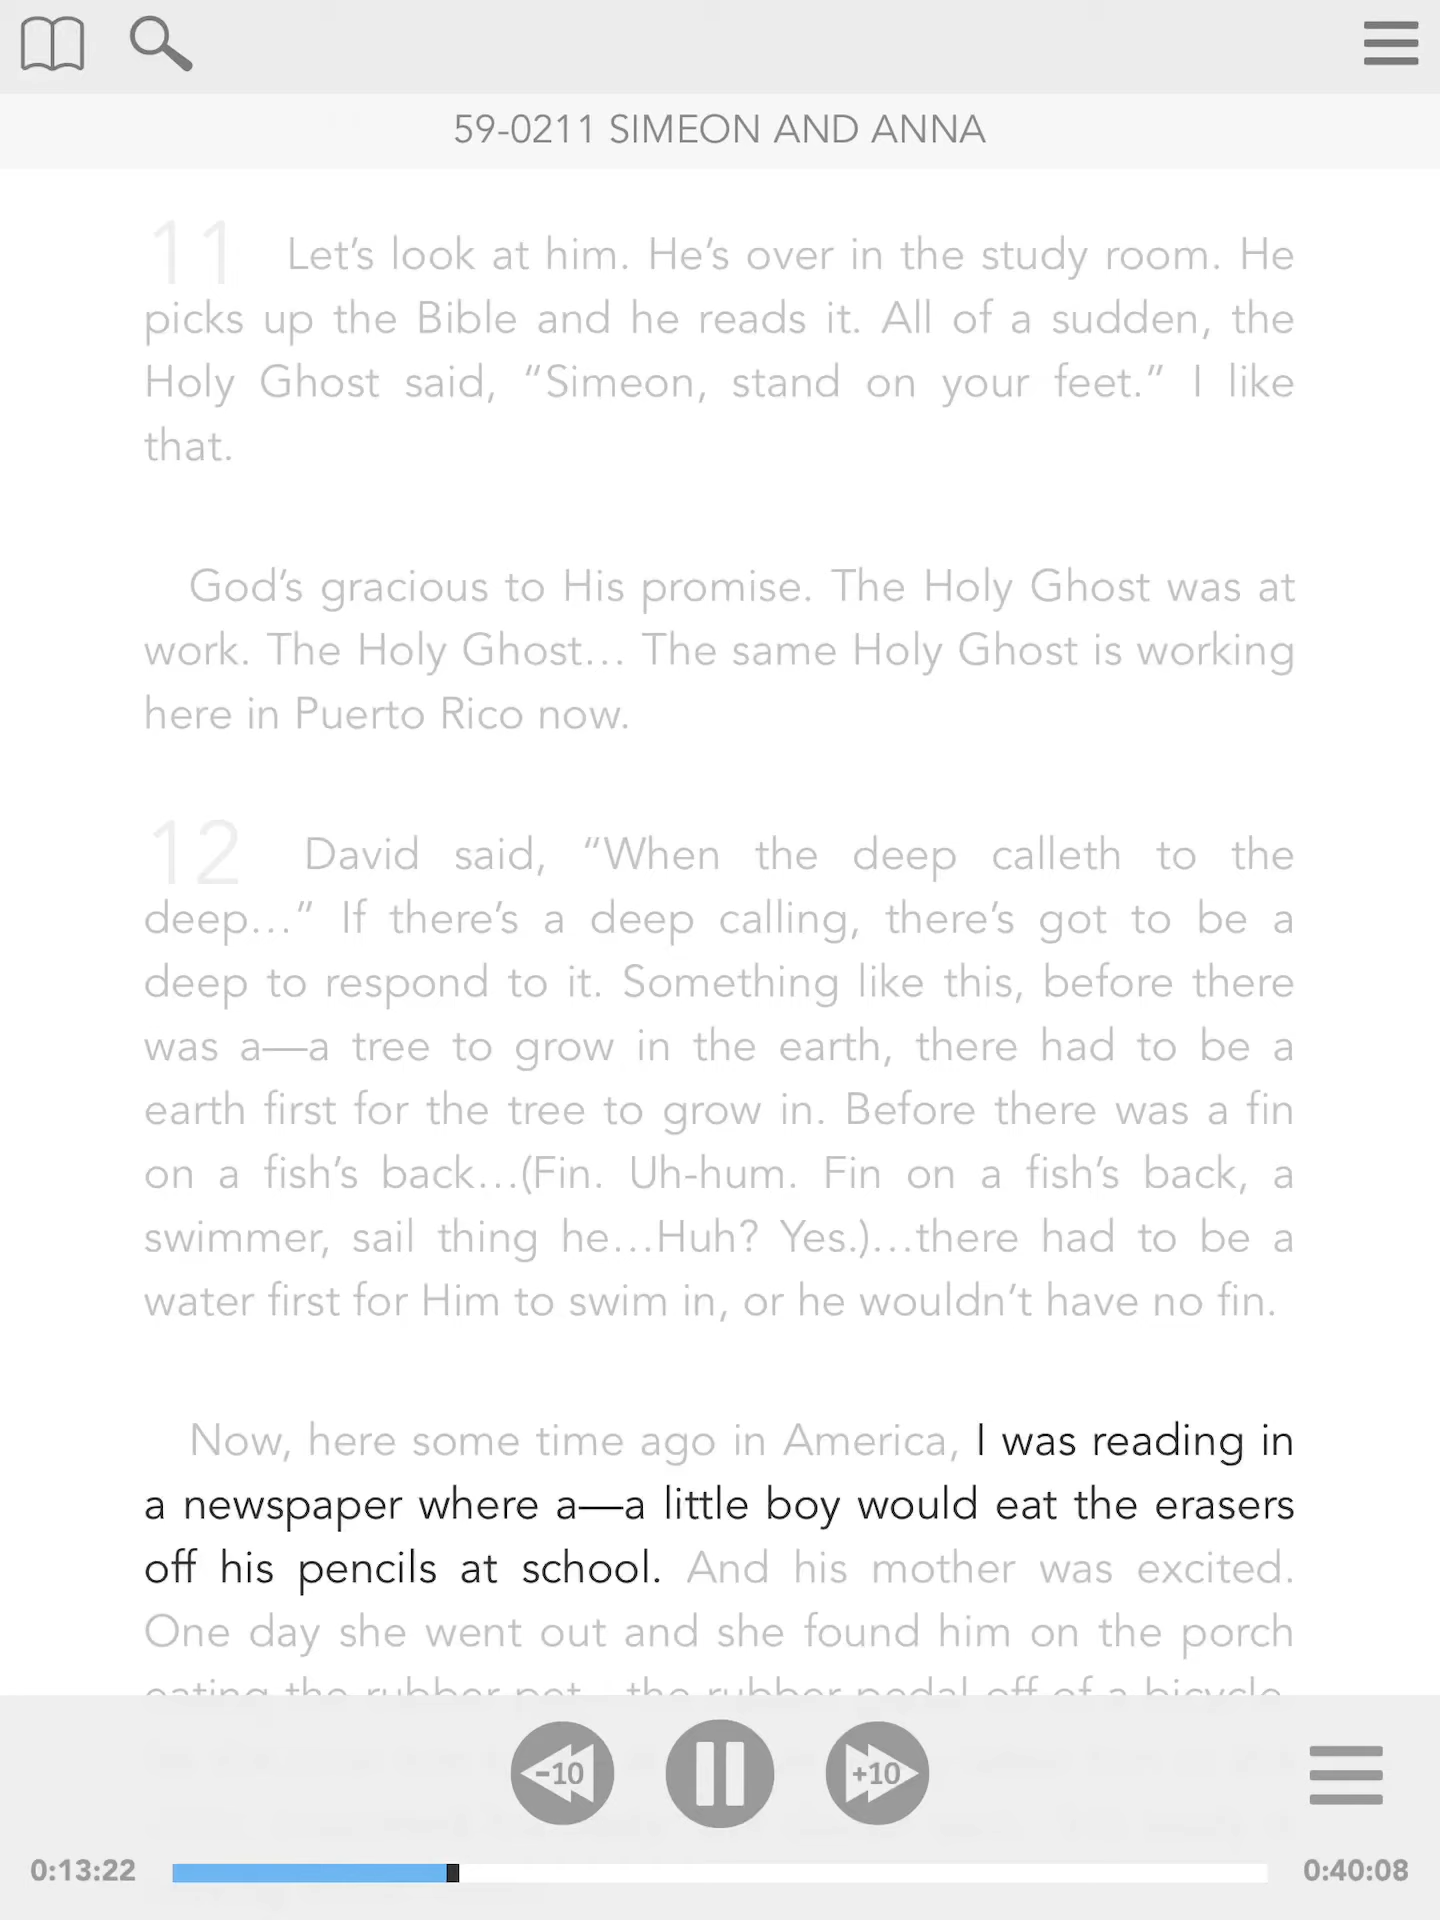 59-0211 SIMEON AND ANNA
11 Let’s look at him. He’s over in the study room. He
picks up the Bible and he reads it. All of a sudden, the
Holy Ghost said, “Simeon, stand on your feet.” I like
that.
God’s gracious to His promise. The Holy Ghost was at
work. The Holy Ghost… The same Holy Ghost is working
here in Puerto Rico now.
12 David said, “When the deep calleth to the
deep…” If there’s a deep calling, there’s got to be a
deep to respond to it. Something like this, before there
was a—a tree to grow in the earth, there had to be a
earth first for the tree to grow in. Before there was a fin
on a fish’s back…(Fin. Uh-hum. Fin on a fish’s back, a
swimmer, sail thing he…Huh? Yes.)…there had to be a
water first for Him to swim in, or he wouldn’t have no fin.
Now, here some time ago in America, I was reading in
a newspaper where a—a little boy would eat the erasers
off his pencils at school. And his mother was excited.
One day she went out and she found him on the porch
eating the rubber pet—the rubber pedal off of a bicycle.
-10 +10
0:13:22 0:40:08